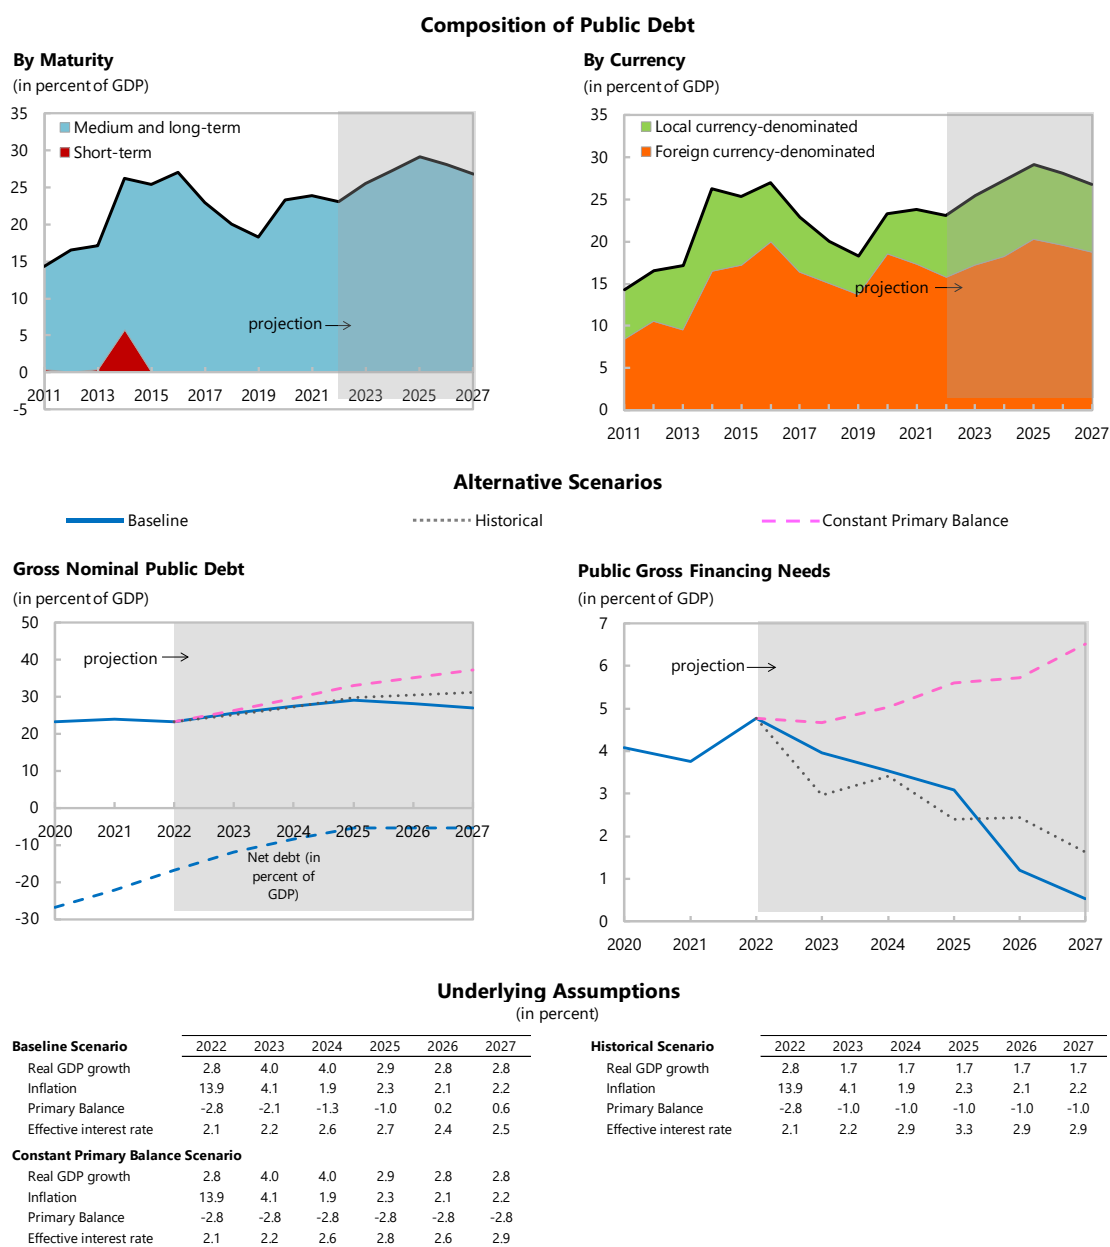 Composition of Public Debt
By Maturity
(in percent of GDP)
35
30
25
20
15
10
5
0
-5
Medium and long-term
Short-term
projection
2011 2013 2015 2017 2019 2021 2023 2025 2027
By Currency
(in percent of GDP)
35
30
25
20
15
10
5
0
Local currency-denominated
Foreign currency-denominated
projection
2011 2013 2015 2017 2019 2021 2023 2025 2027
Alternative Scenarios
Baseline Historical Constant Primary Balance
Gross Nominal Public Debt
(in percent of GDP)
50
40
30
20
10
0
-10
-20
-30
projection
2020 2021 2022 2023 2024 2025 2026 2027
Net debt (in
percent of
GDP)
Public Gross Financing Needs
(in percent of GDP)
7
6
5
4
3
2
1
0
projection
2020 2021 2022 2023 2024 2025 2026 2027
Underlying Assumptions
(in percent)
Baseline Scenario 2022 2023 2024 2025 2026 2027
Real GDP growth 2.8 4.0 4.0 2.9 2.8 2.8
Inflation 13.9 4.1 1.9 2.3 2.1 2.2
Primary Balance -2.8 -2.1 -1.3 -1.0 0.2 0.6
Effective interest rate 2.1 2.2 2.6 2.7 2.4 2.5
Constant Primary Balance Scenario
Real GDP growth 2.8 4.0 4.0 2.9 2.8 2.8
Inflation 13.9 4.1 1.9 2.3 2.1 2.2
Primary Balance -2.8 -2.8 -2.8 -2.8 -2.8 -2.8
Effective interest rate 2.1 2.2 2.6 2.8 2.6 2.9
Historical Scenario 2022 2023 2024 2025 2026 2027
Real GDP growth 2.8 1.7 1.7 1.7 1.7 1.7
Inflation 13.9 4.1 1.9 2.3 2.1 2.2
Primary Balance -2.8 -1.0 -1.0 -1.0 -1.0 -1.0
Effective interest rate 2.1 2.2 2.9 3.3 2.9 2.9